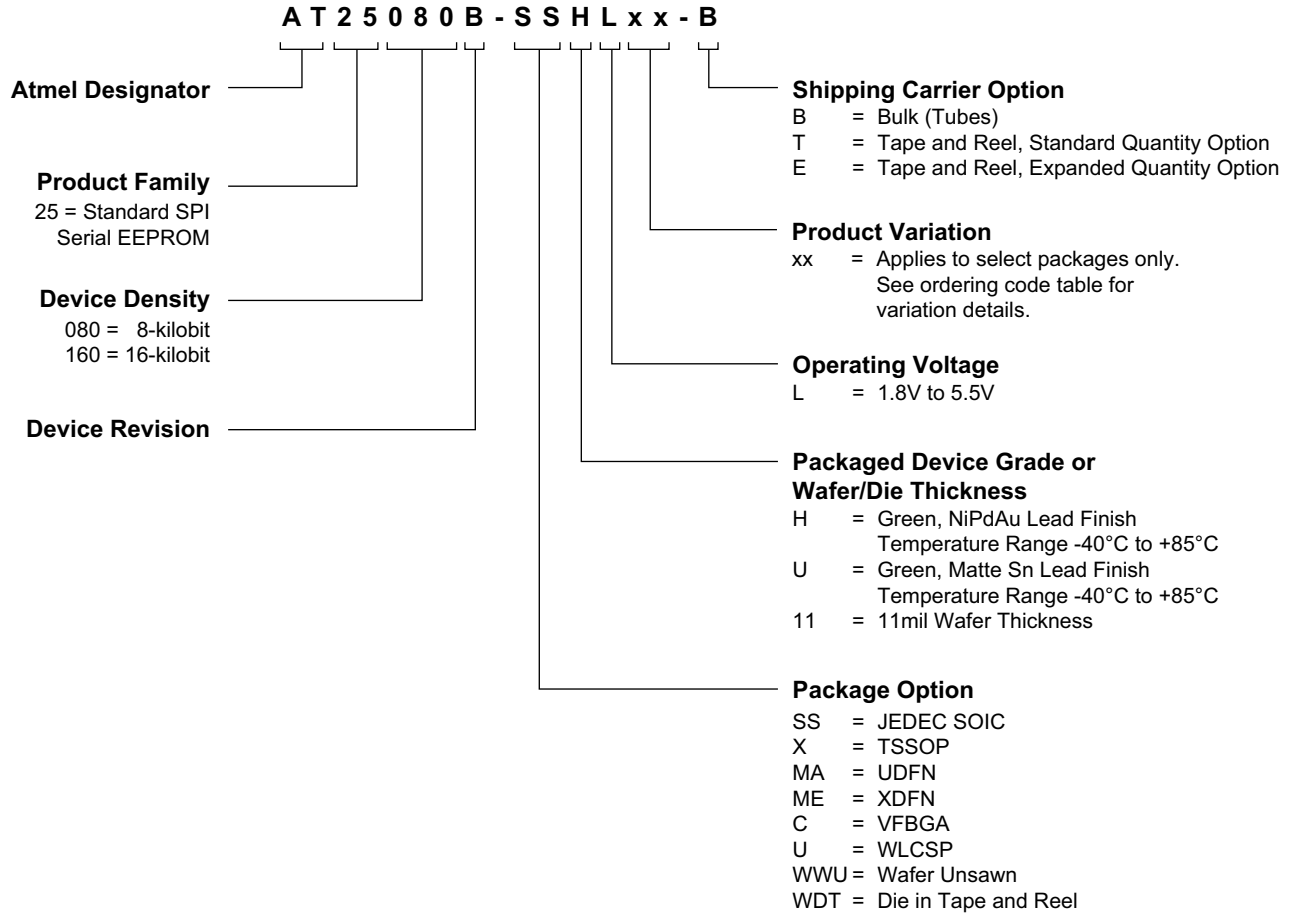 AT25080B-SSHLxx-B
Atmel Designator
Product Family
25 = Standard SPI
Serial EEPROM
Device Density
080 = 8-kilobit
160 = 16-kilobit
Device Revision
Shipping Carrier Option
B = Bulk (Tubes)
T = Tape and Reel, Standard Quantity Option
E = Tape and Reel, Expanded Quantity Option
Product Variation
xx = Applies to select packages only.
See ordering code table for
variation details.
Operating Voltage
L = 1.8V to 5.5V
Packaged Device Grade or
Wafer/Die Thickness
H = Green, NiPdAu Lead Finish
Temperature Range -40°C to +85°C
U = Green, Matte Sn Lead Finish
Temperature Range -40°C to +85°C
11 = 11mil Wafer Thickness
Package Option
SS = JEDEC SOIC
X = TSSOP
MA = UDFN
ME = XDFN
C = VFBGA
U = WLCSP
WWU = Wafer Unsawn
WDT = Die in Tape and Reel